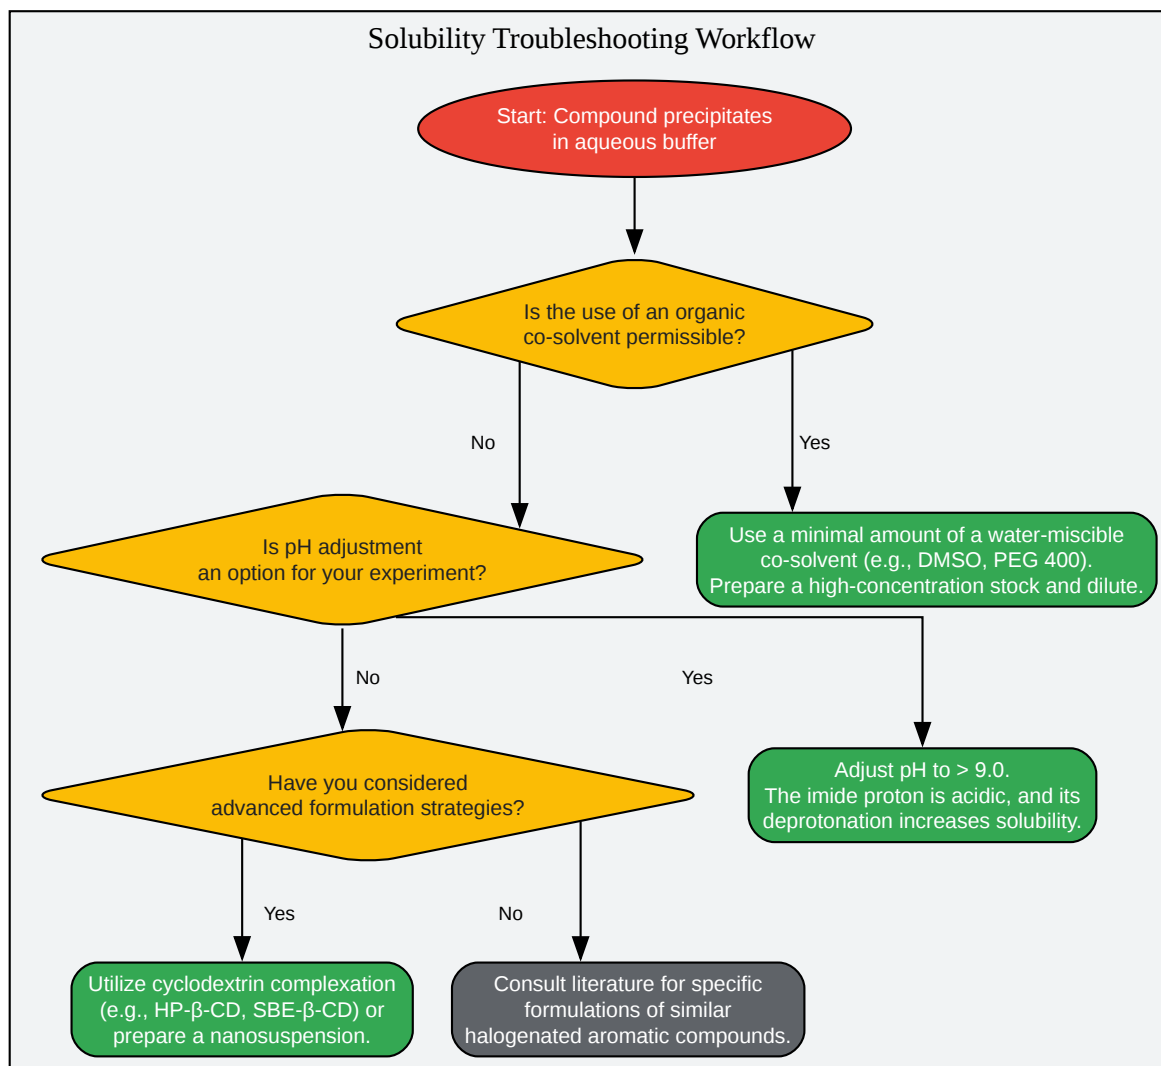 Solubility Troubleshooting Workflow
Start: Compound precipitates
in aqueous buffer
Is the use of an organic
co-solvent permissible?
No
Yes
Is pH adjustment
an option for your experiment?
Use a minimal amount of a water-miscible
co-solvent (e.g., DMSO, PEG 400).
Prepare a high-concentration stock and dilute.
No
Yes
Have you considered
advanced formulation strategies?
Adjust pH to > 9.0.
The imide proton is acidic, and its
deprotonation increases solubility.
Yes
No
Utilize cyclodextrin complexation
(e.g., HP-β-CD, SBE-β-CD) or
prepare a nanosuspension.
Consult literature for specific
formulations of similar
halogenated aromatic compounds.